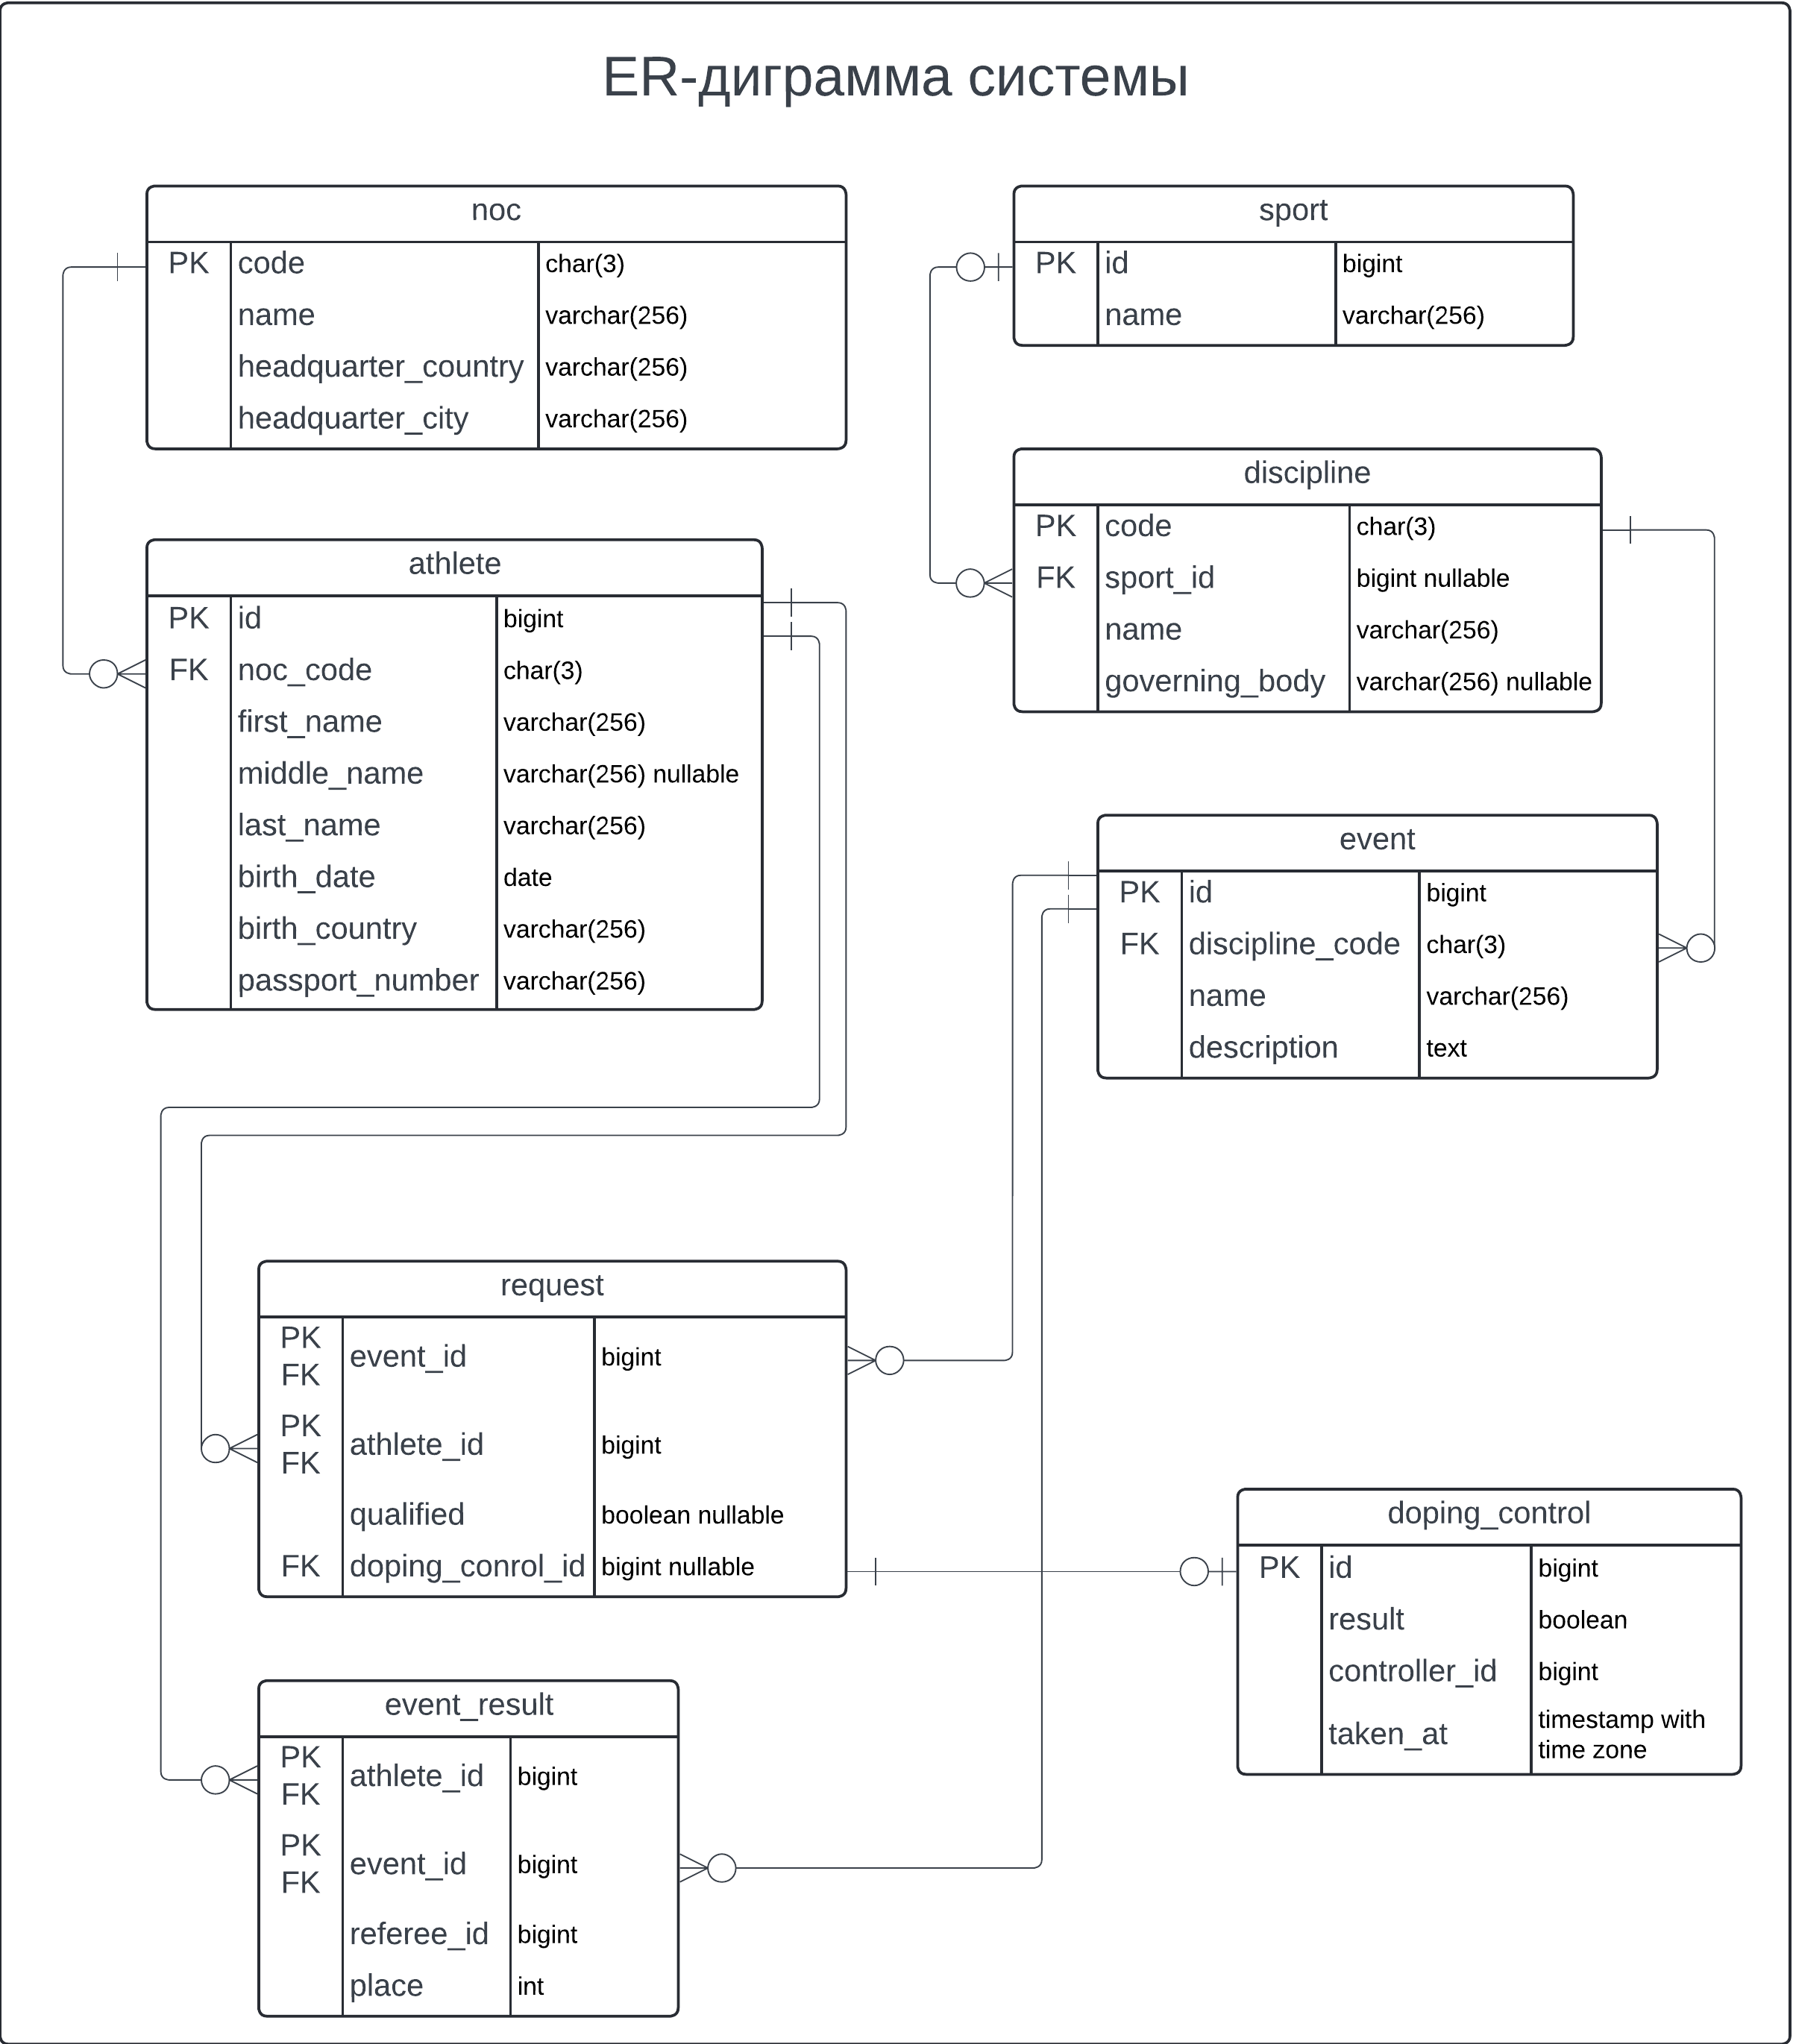 ER-диграмма системы
noc
PK code char(3)
name varchar(256)
headquarter_country varchar(256)
headquarter_city varchar(256)
sport
PK id bigint
name varchar(256)
discipline
PK code char(3)
FK sport_id bigint nullable
name varchar(256)
governing_body varchar(256) nullable
athlete
PK id bigint
FK noc_code char(3)
first_name varchar(256)
middle_name varchar(256) nullable
last_name varchar(256)
birth_date date
birth_country varchar(256)
passport_number varchar(256)
event
PK id bigint
FK discipline_code char(3)
name varchar(256)
description text
request
PK
FK event_id bigint
PK
FK athlete_id bigint
qualified boolean nullable
FK doping_conrol_id bigint nullable
doping_control
PK id bigint
result boolean
controller_id bigint
taken_at timestamp with
time zone
event_result
PK
FK athlete_id bigint
PK
FK event_id bigint
referee_id bigint
place int